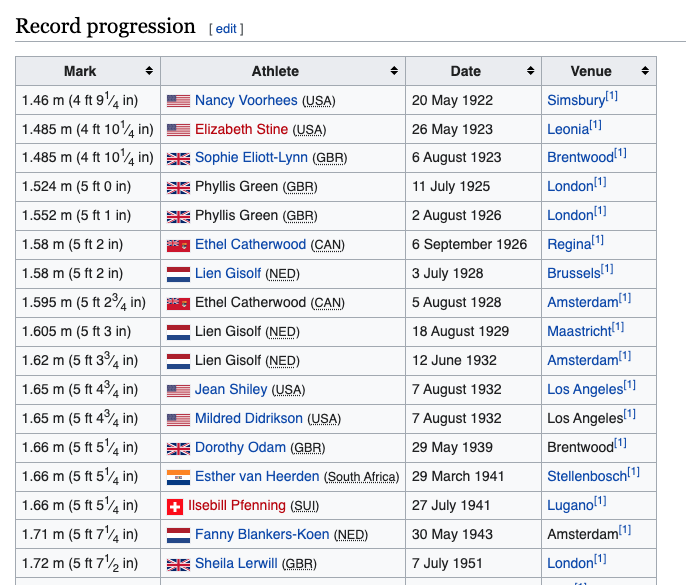 Record progression [ edit ]
Mark Athlete Date Venue
1.46 m (4 ft 9 1⁄4 in) Nancy Voorhees (USA) 20 May 1922 Simsbury[1]
1.485 m (4 ft 10 1⁄4 in) Elizabeth Stine (USA) 26 May 1923 Leonia[1]
1.485 m (4 ft 10 1⁄4 in) Sophie Eliott-Lynn (GBR) 6 August 1923 Brentwood[1]
1.524 m (5 ft 0 in) Phyllis Green (GBR) 11 July 1925 London[1]
1.552 m (5 ft 1 in) Phyllis Green (GBR) 2 August 1926 London[1]
1.58 m (5 ft 2 in) Ethel Catherwood (CAN) 6 September 1926 Regina[1]
1.58 m (5 ft 2 in) Lien Gisolf (NED) 3 July 1928 Brussels[1]
1.595 m (5 ft 2 3⁄4 in) Ethel Catherwood (CAN) 5 August 1928 Amsterdam[1]
1.605 m (5 ft 3 in) Lien Gisolf (NED) 18 August 1929 Maastricht[1]
1.62 m (5 ft 3 3⁄4 in) Lien Gisolf (NED) 12 June 1932 Amsterdam[1]
1.65 m (5 ft 4 3⁄4 in) Jean Shiley (USA) 7 August 1932 Los Angeles[1]
1.65 m (5 ft 4 3⁄4 in) Mildred Didrikson (USA) 7 August 1932 Los Angeles[1]
1.66 m (5 ft 5 1⁄4 in) Dorothy Odam (GBR) 29 May 1939 Brentwood[1]
1.66 m (5 ft 5 1⁄4 in) Esther van Heerden (South Africa) 29 March 1941 Stellenbosch[1]
1.66 m (5 ft 5 1⁄4 in) Ilsebill Pfenning (SUI) 27 July 1941 Lugano[1]
1.71 m (5 ft 7 1⁄4 in) Fanny Blankers-Koen (NED) 30 May 1943 Amsterdam[1]
1.72 m (5 ft 7 1⁄2 in) Sheila Lerwill (GBR) 7 July 1951 London[1]